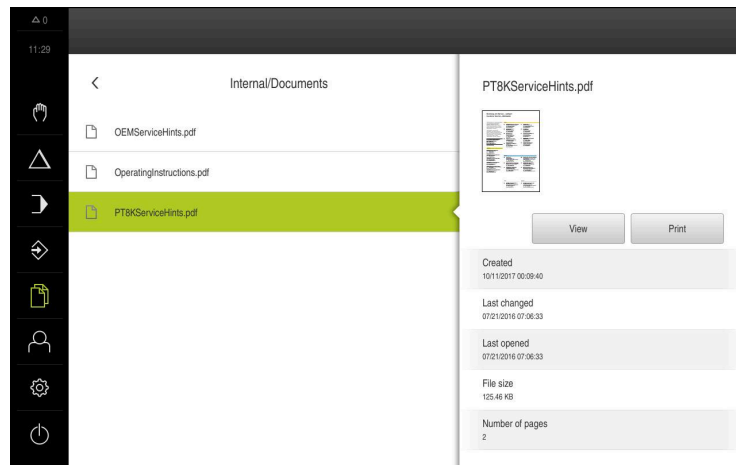 △ 0
11:29
Internal/Documents
OEMServiceHints.pdf
OperatingInstructions.pdf
PT8KServiceHints.pdf
PT8KServiceHints.pdf
View Print
Created
10/11/2017 00:09:40
Last changed
07/21/2016 07:06:33
Last opened
07/21/2016 07:06:33
File size
125.46 KB
Number of pages
2